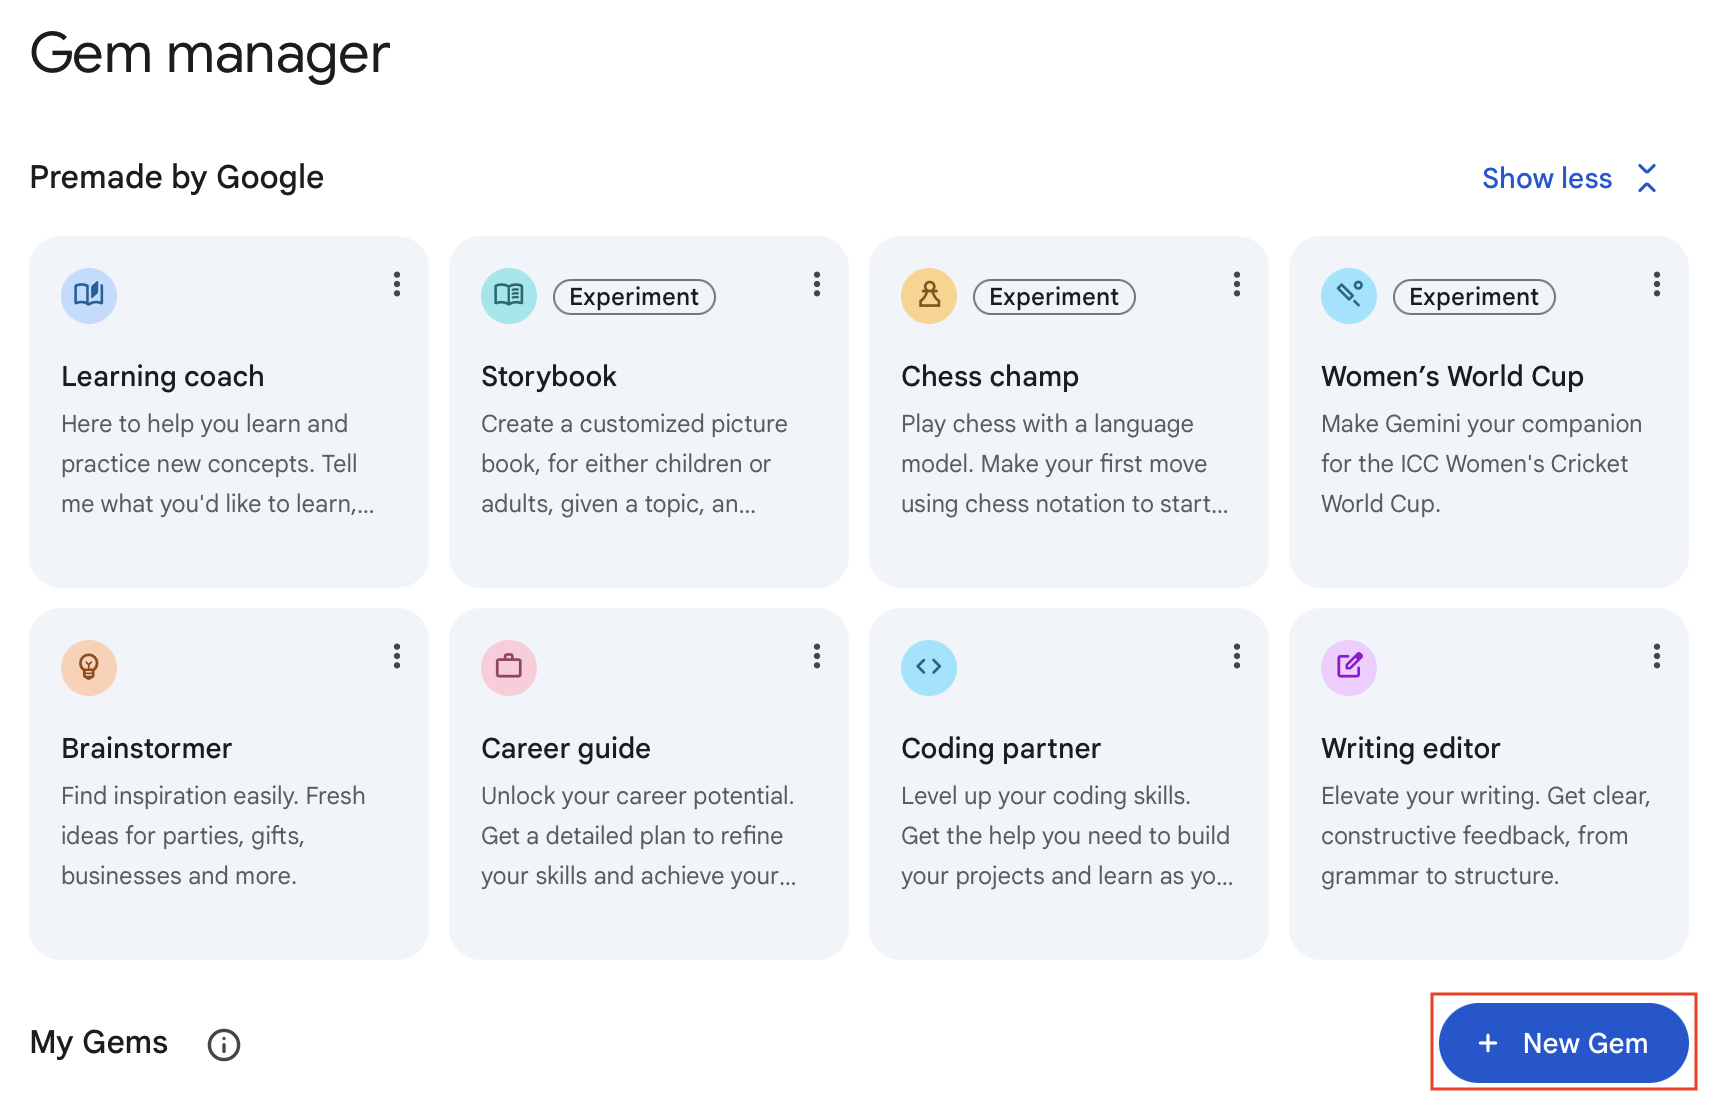 Gem manager
Premade by Google
Show less
Learning coach
Here to help you learn and
practice new concepts. Tell
me what you'd like to learn,...
Experiment
Storybook
Create a customized picture
book, for either children or
adults, given a topic, an...
Experiment
Chess champ
Play chess with a language
model. Make your first move
using chess notation to start...
Experiment
Women’s World Cup
Make Gemini your companion
for the ICC Women's Cricket
World Cup.
Brainstormer
Find inspiration easily. Fresh
ideas for parties, gifts,
businesses and more.
Career guide
Unlock your career potential.
Get a detailed plan to refine
your skills and achieve your...
Coding partner
Level up your coding skills.
Get the help you need to build
your projects and learn as yo...
Writing editor
Elevate your writing. Get clear,
constructive feedback, from
grammar to structure.
My Gems
+ New Gem